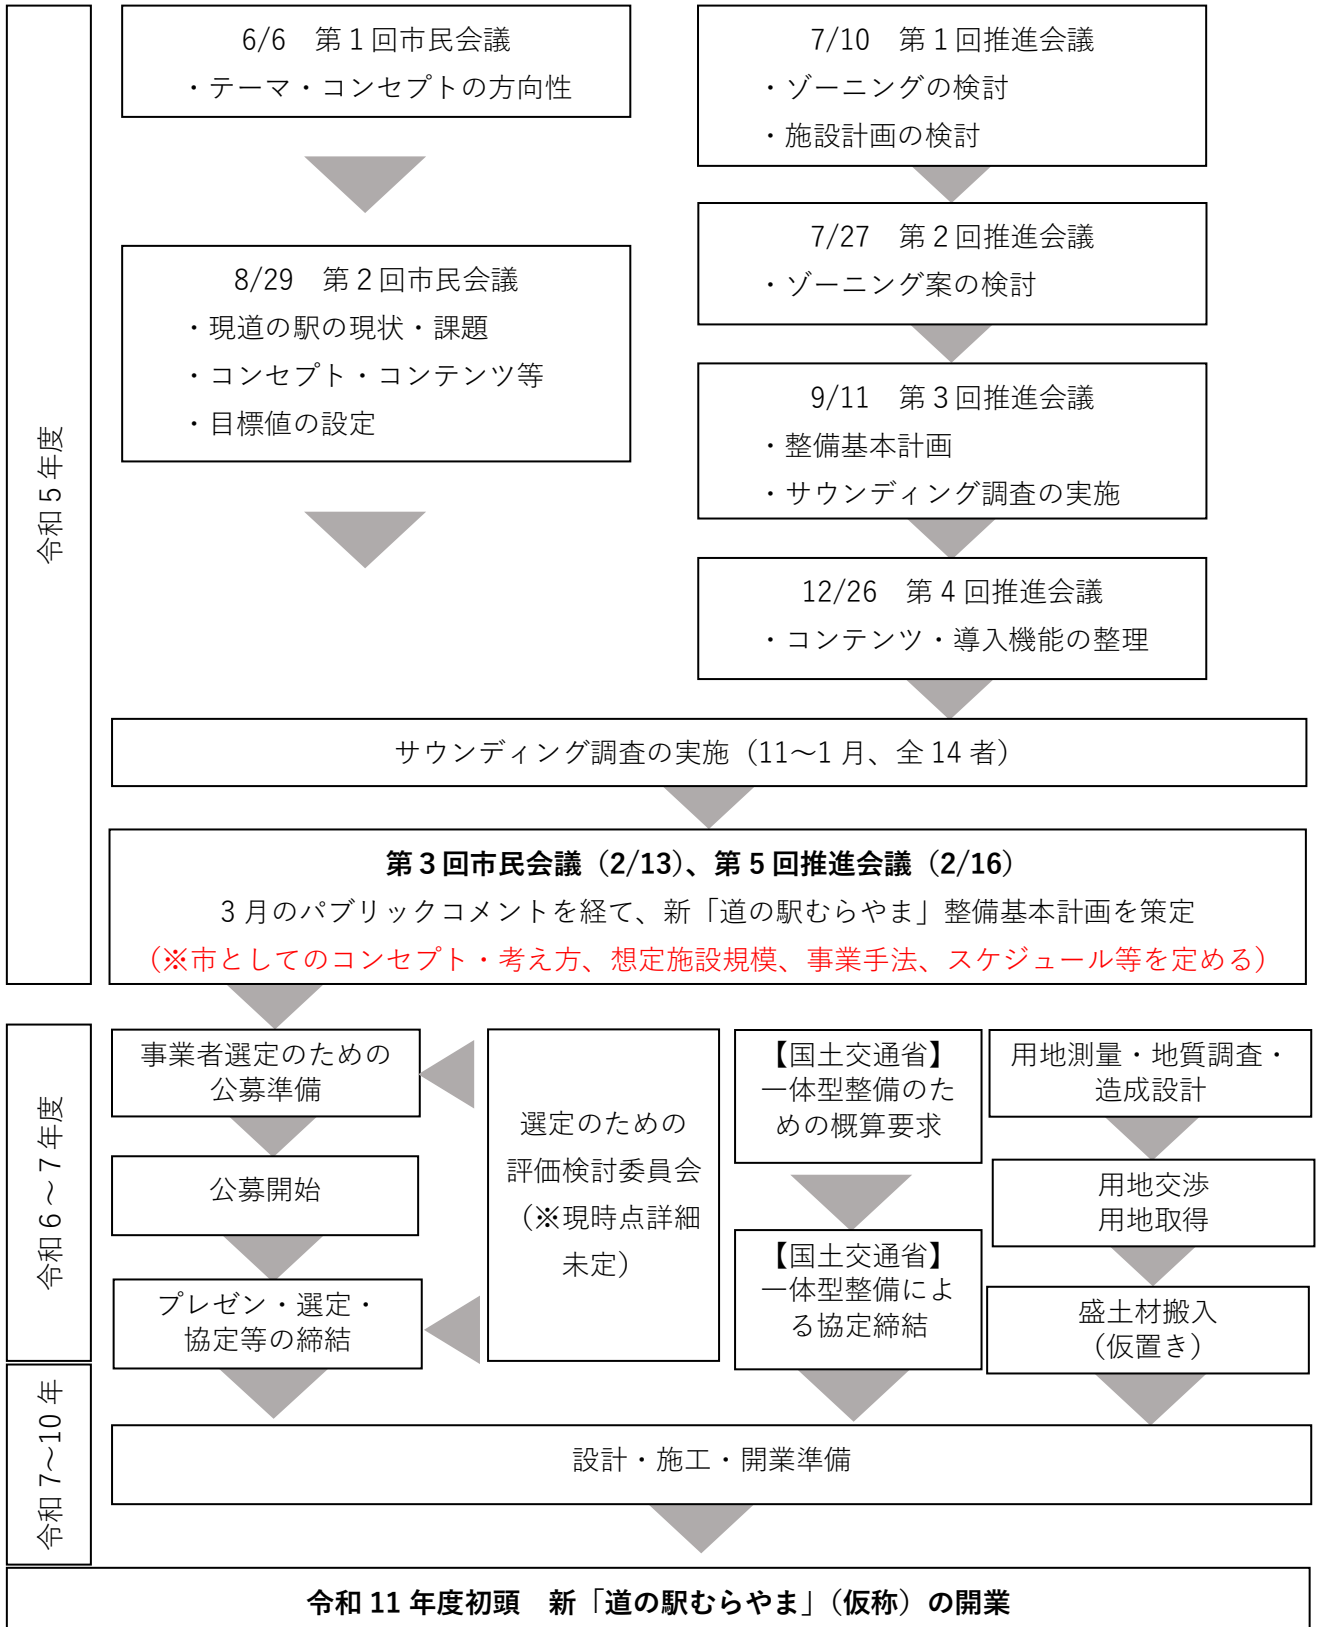 令和 5 年度
6/6　第 1 回市民会議
・テーマ・コンセプトの方向性
8/29　第 2 回市民会議
・現道の駅の現状・課題
・コンセプト・コンテンツ等
・目標値の設定
7/10　第 1 回推進会議
・ゾーニングの検討
・施設計画の検討
7/27　第 2 回推進会議
・ゾーニング案の検討
9/11　第 3 回推進会議
・整備基本計画
・サウンディング調査の実施
12/26　第 4 回推進会議
・コンテンツ・導入機能の整理
サウンディング調査の実施（11～1 月、全 14 者）
第 3 回市民会議（2/13）、第 5 回推進会議（2/16）
3 月のパブリックコメントを経て、新「道の駅むらやま」整備基本計画を策定
（※市としてのコンセプト・考え方、想定施設規模、事業手法、スケジュール等を定める）
令和 6～7 年度
事業者選定のための
公募準備
公募開始
プレゼン・選定・
協定等の締結
選定のための
評価検討委員会
（※現時点詳細
未定）
【国土交通省】
一体型整備のた
めの概算要求
【国土交通省】
一体型整備によ
る協定締結
用地測量・地質調査・
造成設計
用地交渉
用地取得
盛土材搬入
（仮置き）
令和 7～10 年
設計・施工・開業準備
令和 11 年度初頭　新「道の駅むらやま」（仮称）の開業